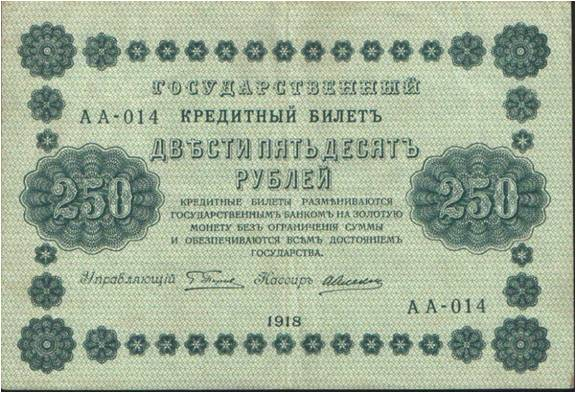 ГОСУДАРСТВЕННЫЙ
АА-014 КРЕДИТНЫЙ БИЛЕТЪ
ДВѢСТИ ПЯТЬДЕСЯТЪ
РУБЛЕЙ
250 250
КРЕДИТНЫЕ БИЛЕТЫ РАЗМѢНИВАЮТСЯ
ГОСУДАРСТВЕННЫМЪ БАНКОМЪ НА ЗОЛОТУЮ
МОНЕТУ БЕЗЪ ОГРАНИЧЕНІЯ СУММЫ
И ОБЕЗПЕЧИВАЮТСЯ ВСѢМЪ ДОСТОЯНІЕМЪ
ГОСУДАРСТВА.
Управляющій Кассиръ
АА-014
1918